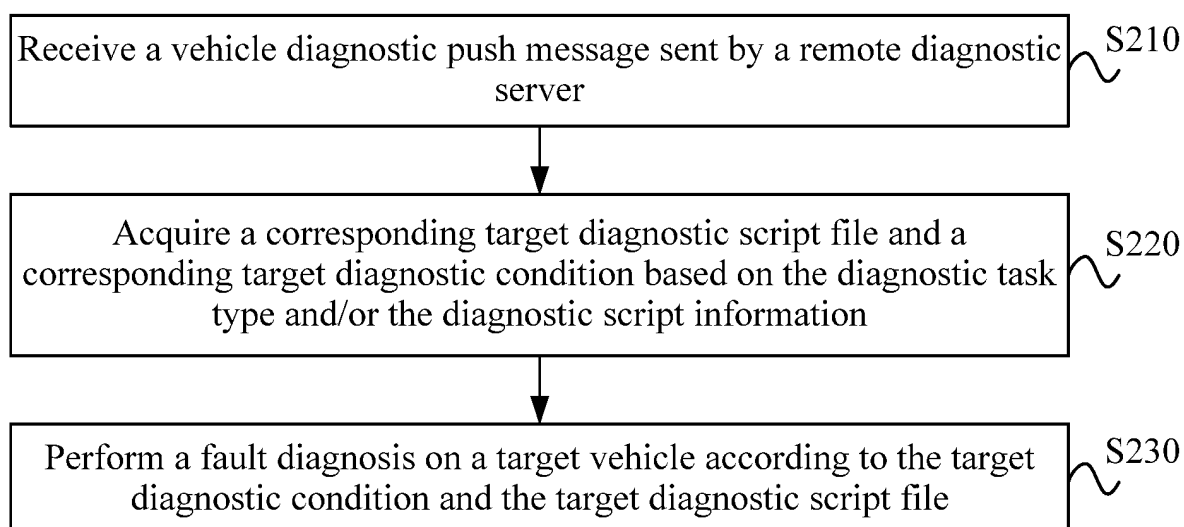 Receive a vehicle diagnostic push message sent by a remote diagnostic
server
S210
Acquire a corresponding target diagnostic script file and a
corresponding target diagnostic condition based on the diagnostic task
type and/or the diagnostic script information
S220
Perform a fault diagnosis on a target vehicle according to the target
diagnostic condition and the target diagnostic script file
S230